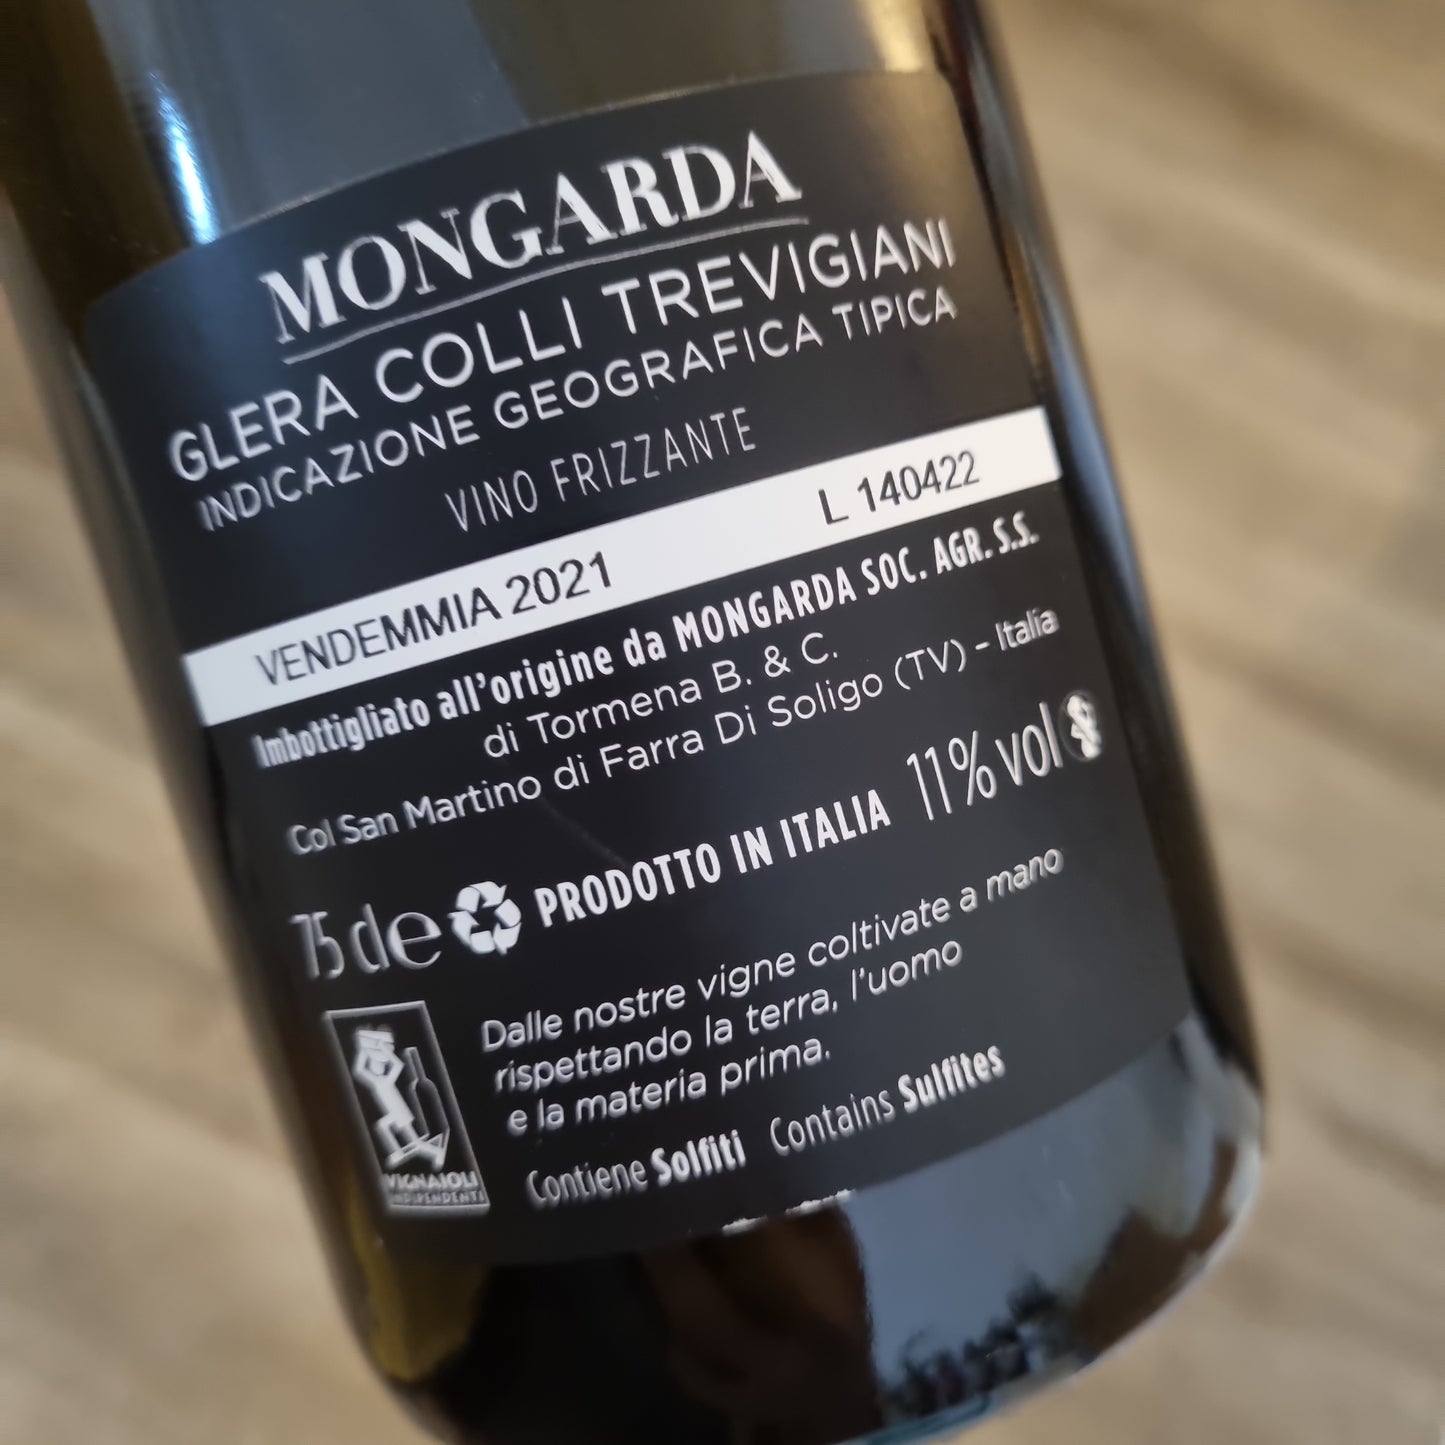 MONGARDA
GLERA COLLI TREVIGIANI
INDICAZIONE GEOGRAFICA TIPICA
VINO FRIZZANTE
VENDEMMIA 2021 L 140422
Imbottigliato all'origine da MONGARDA SOC. AGR. S.S.
di Tormena B. & C.
Col San Martino di Farra Di Soligo (TV) - Italia
75 cl e PRODOTTO IN ITALIA 11% vol
Dalle nostre vigne coltivate a mano
rispettando la terra, l'uomo
e la materia prima.
Contiene Solfiti Contains Sulfites
VIGNAIOLI
INDIPENDENTI